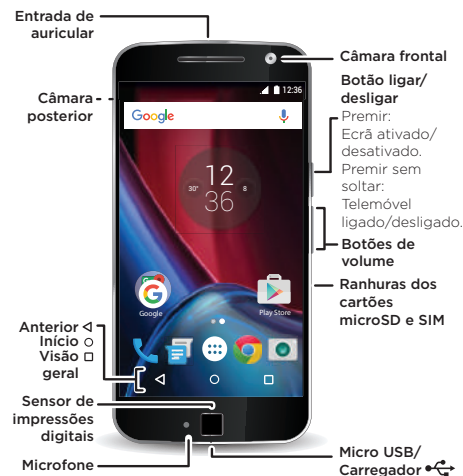 Entrada de
auricular
Câmara
posterior
Câmara frontal
Botão ligar/
desligar
Premir:
Ecrã ativado/
desativado.
Premir sem
soltar:
Telemóvel
ligado/desligado.
Botões de
volume
Ranhuras dos
cartões
microSD e SIM
12:36
Google
12
36
30°
8
Google
Play Store
Anterior
Início
Visão
geral
Sensor de
impressões
digitais
Microfone
Micro USB/
Carregador